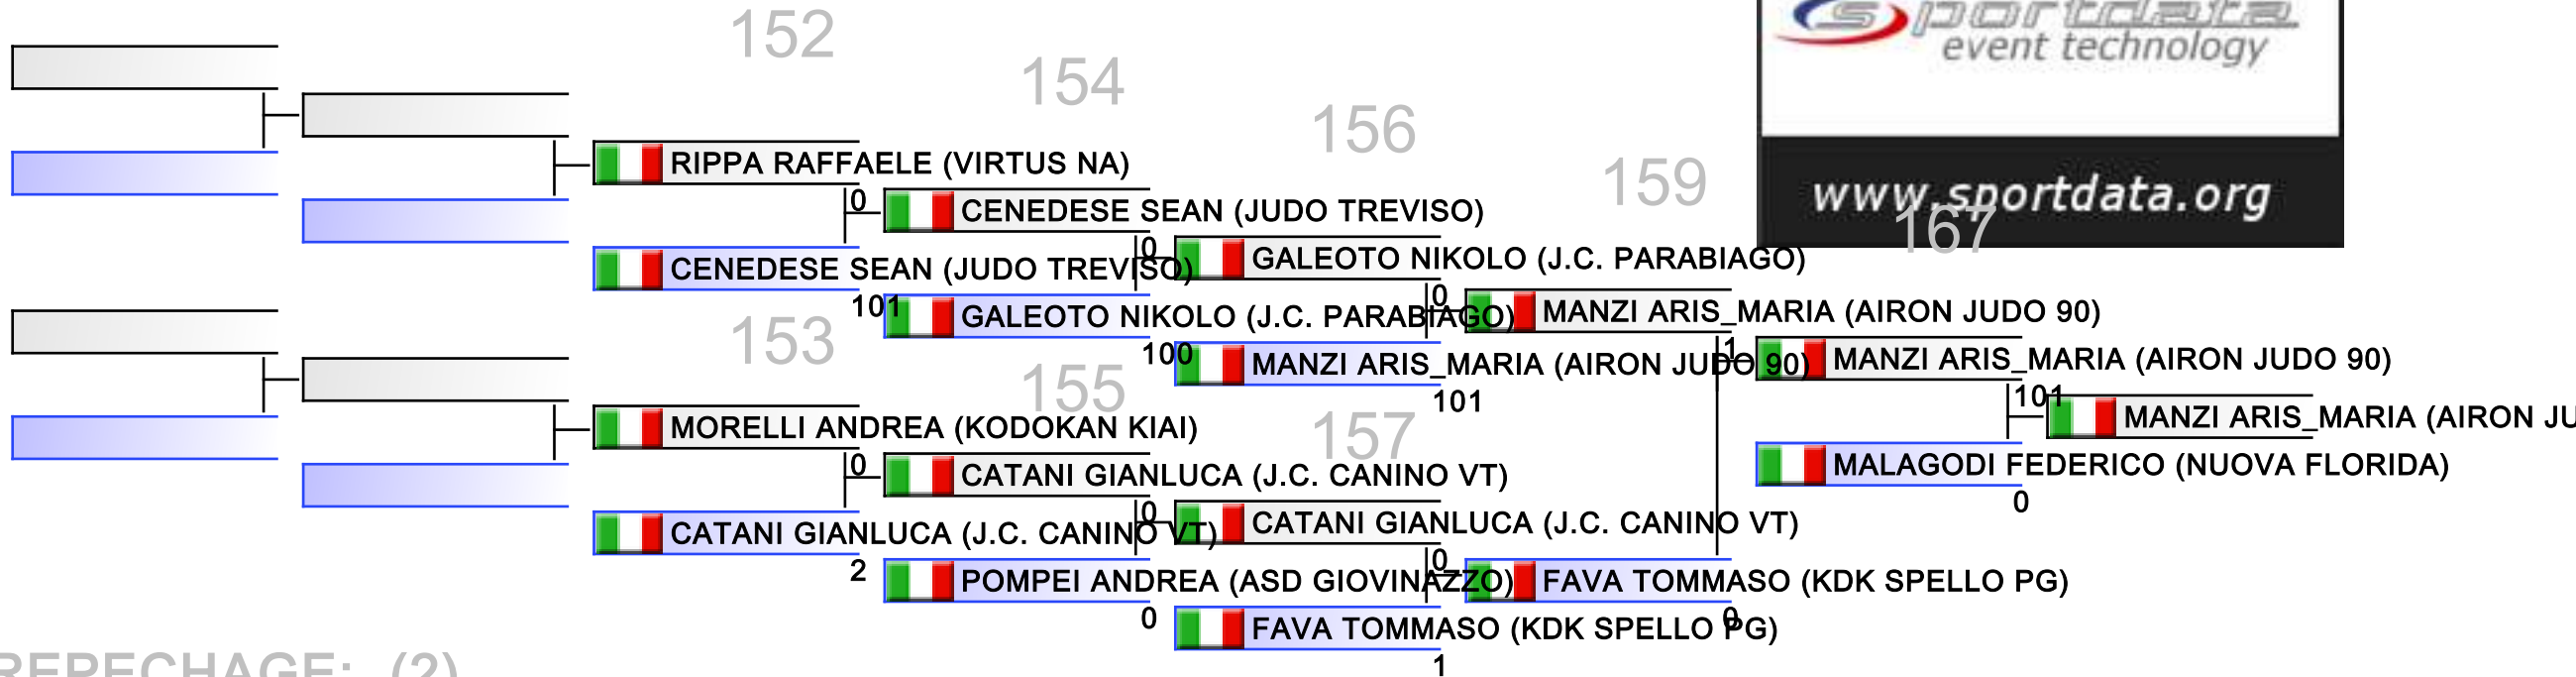 sportdata
event technology
www.sportdata.org
152
154
156
159
167
RIPPA RAFFAELE (VIRTUS NA)
0
CENEDESE SEAN (JUDO TREVISO)
101
CENEDESE SEAN (JUDO TREVISO)
0
GALEOTO NIKOLO (J.C. PARABIAGO)
100
GALEOTO NIKOLO (J.C. PARABIAGO)
0
MANZI ARIS_MARIA (AIRON JUDO 90)
101
MANZI ARIS_MARIA (AIRON JUDO 90)
1
MANZI ARIS_MARIA (AIRON JUDO 90)
101
MANZI ARIS_MARIA (AIRON JU
MALAGODI FEDERICO (NUOVA FLORIDA)
0
153
155
157
MORELLI ANDREA (KODOKAN KIAI)
0
CATANI GIANLUCA (J.C. CANINO VT)
2
CATANI GIANLUCA (J.C. CANINO VT)
0
POMPEI ANDREA (ASD GIOVINAZZO)
0
CATANI GIANLUCA (J.C. CANINO VT)
0
FAVA TOMMASO (KDK SPELLO PG)
1
FAVA TOMMASO (KDK SPELLO PG)
0
REPECHAGE: (2)